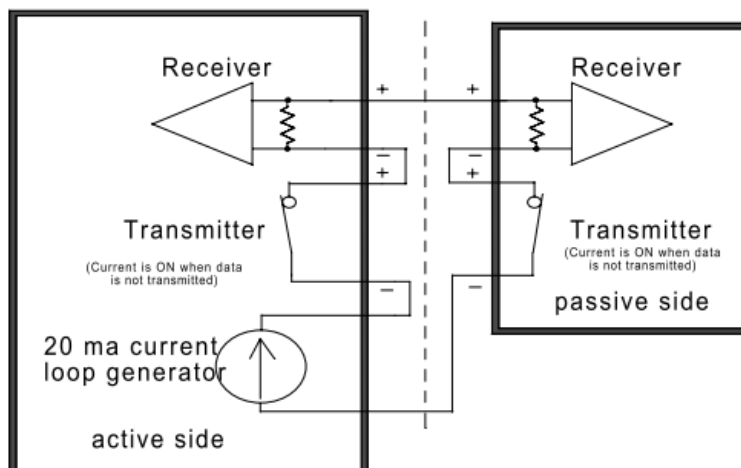 Receiver
Receiver
+
+
−
+
−
+
Transmitter
(Current is ON when data
is not transmitted)
Transmitter
(Current is ON when data
is not transmitted)
−
−
passive side
20 ma current
loop generator
active side